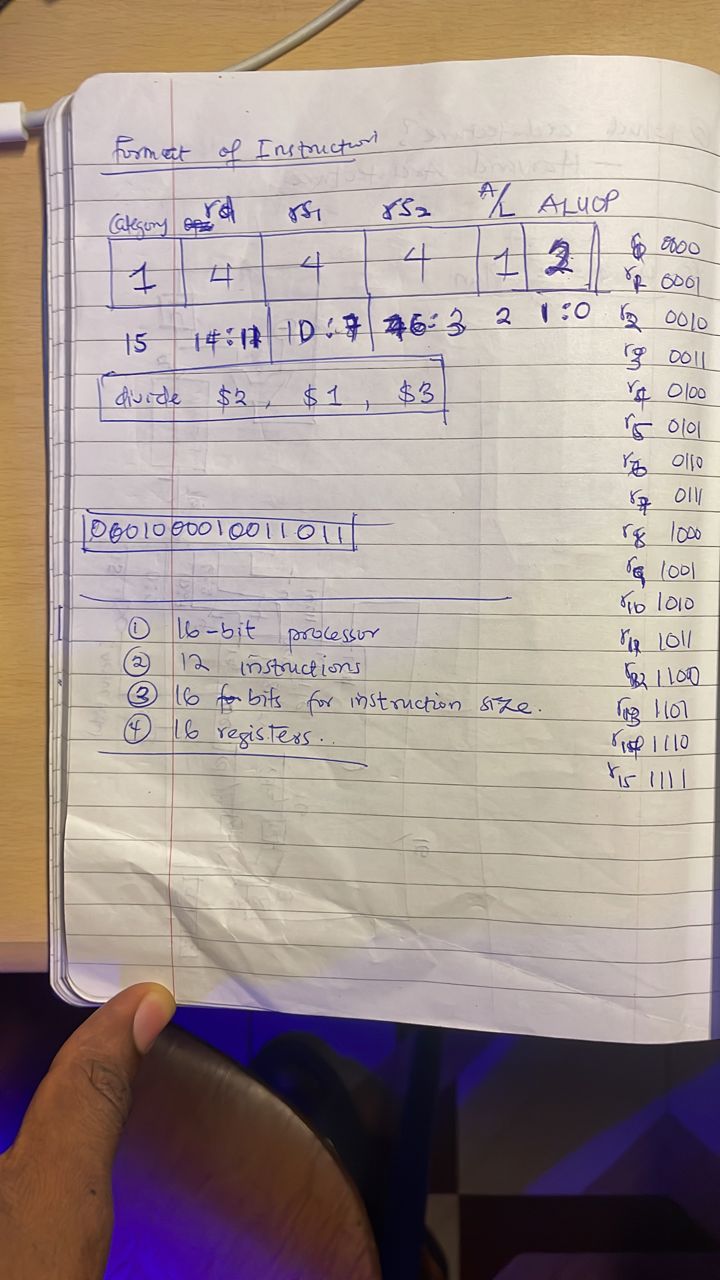 Format of Instruction
Category rd rs1 rs2 A/L ALUOP
1 4 4 4 1 2
15 14:11 10:7 6:3 2 1:0
divide $2, $1, $3
0001000010011011
① 16-bit processor
② 12 instructions
③ 16 bits for instruction size.
④ 16 registers..
0000
r1 0001
r2 0010
r3 0011
r4 0100
r5 0101
r6 0110
r7 0111
r8 1000
r9 1001
r10 1010
r11 1011
r12 1100
r13 1101
r14 1110
r15 1111